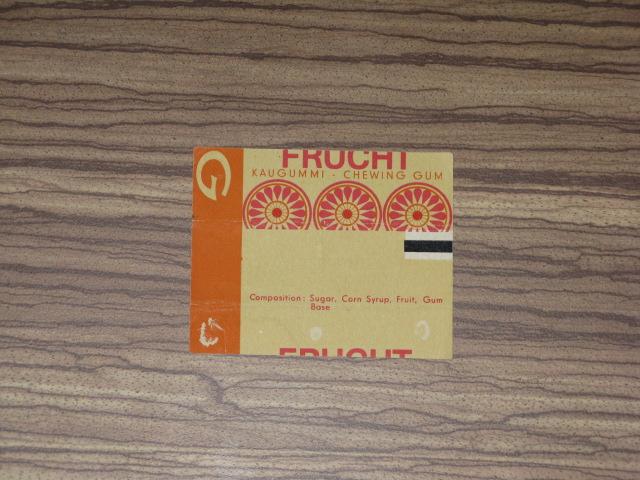 FRUCHT
KAUGUMMI - CHEWING GUM
G
Composition: Sugar, Corn Syrup, Fruit, Gum
Base
FRUCHT